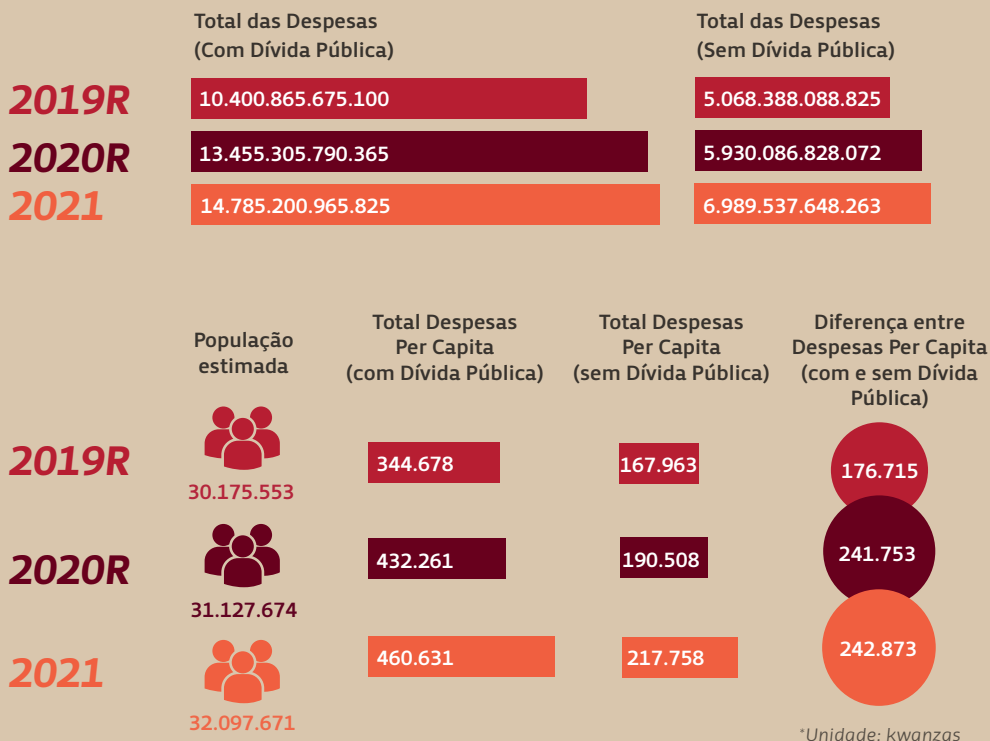 Total das Despesas
(Com Dívida Pública)
Total das Despesas
(Sem Dívida Pública)
2019R
10.400.865.675.100
5.068.388.088.825
2020R
13.455.305.790.365
5.930.086.828.072
2021
14.785.200.965.825
6.989.537.648.263
População
estimada
Total Despesas
Per Capita
(com Dívida Pública)
Total Despesas
Per Capita
(sem Dívida Pública)
Diferença entre
Despesas Per Capita
(com e sem Dívida
Pública)
2019R
30.175.553
344.678
167.963
176.715
2020R
31.127.674
432.261
190.508
241.753
2021
32.097.671
460.631
217.758
242.873
*Unidade: kwanzas